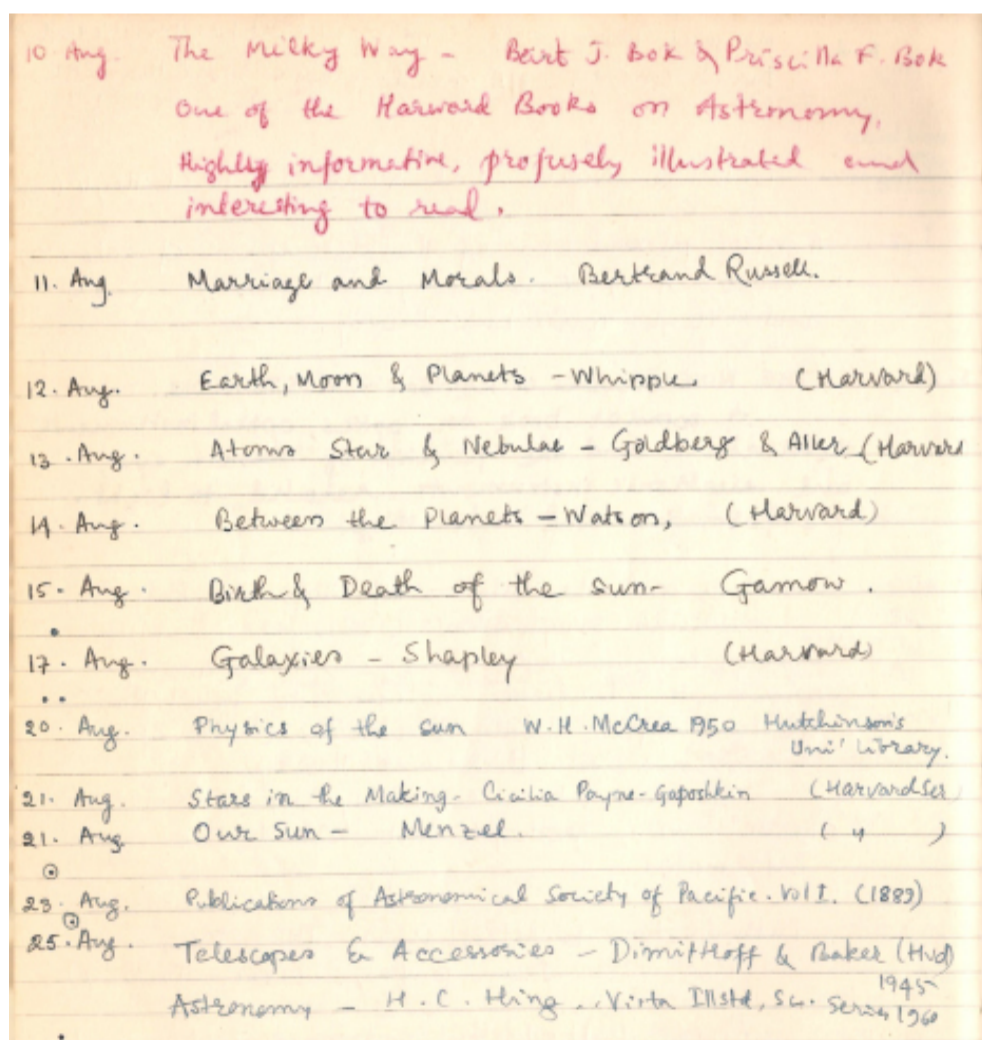 10 Aug. The Milky Way - Bart J. Bok & Priscilla F. Bok
One of the Harward Books on Astronomy,
Highly informative, profusely illustrated and
interesting to read.
11. Aug. Marriage and Morals. Bertrand Russell.
12. Aug. Earth, Moon & Planets - Whipple. (Harvard)
13. Aug. Atoms Star & Nebulae - Goldberg & Aller (Harvard
14. Aug. Between the Planets - Watson, (Harvard)
15. Aug. Birth & Death of the sun- Gamow.
17. Aug. Galaxies - Shapley (Harvard)
20. Aug. Physics of the sun W.H. McCrea 1950 Hutchinson's
Uni' Library.
21. Aug. Stars in the Making - Cicilia Payne-Gaposhkin (Harvard Ser
21. Aug. Our Sun - Menzel. ( " )
23. Aug. Publications of Astronomical Society of Pacific. Vol I. (1889)
25. Aug. Telescopes & Accessories - Dimittroff & Baker (Hvd)
1945
Astronomy - H.C. Illstd, Sc. Series 1960